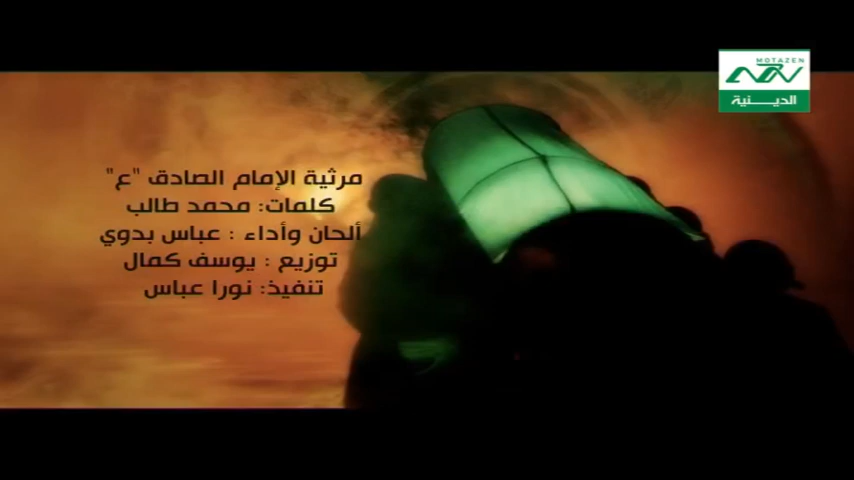 MOTAZEN
الدينية
مرثية الإمام الصادق "ع"
كلمات: محمد طالب
ألحان وأداء : عباس بدوي
توزيع : يوسف كمال
تنفيذ: نورا عباس